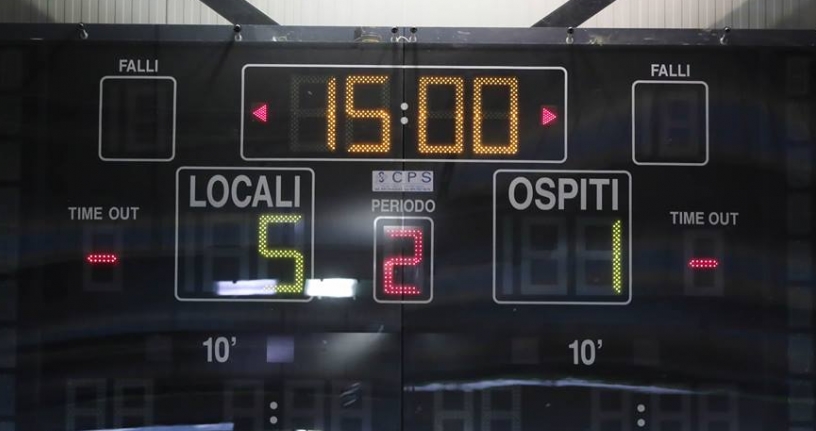 FALLI
15:00
FALLI
LOCALI
CPS
OSPITI
TIME OUT
PERIODO
TIME OUT
5
2
1
10'
10'